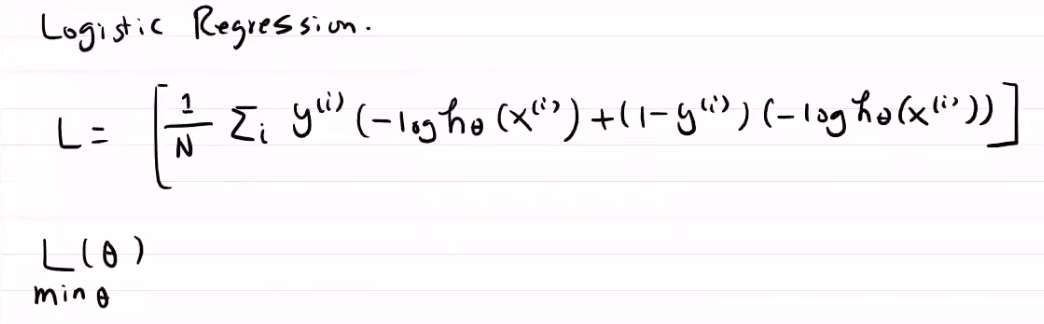 Logistic Regression.
L = [1/N Σi y^(i) (-log hθ (x^(i)) + (1-y^(i)) (-log hθ(x^(i)))]
L(θ)
min θ